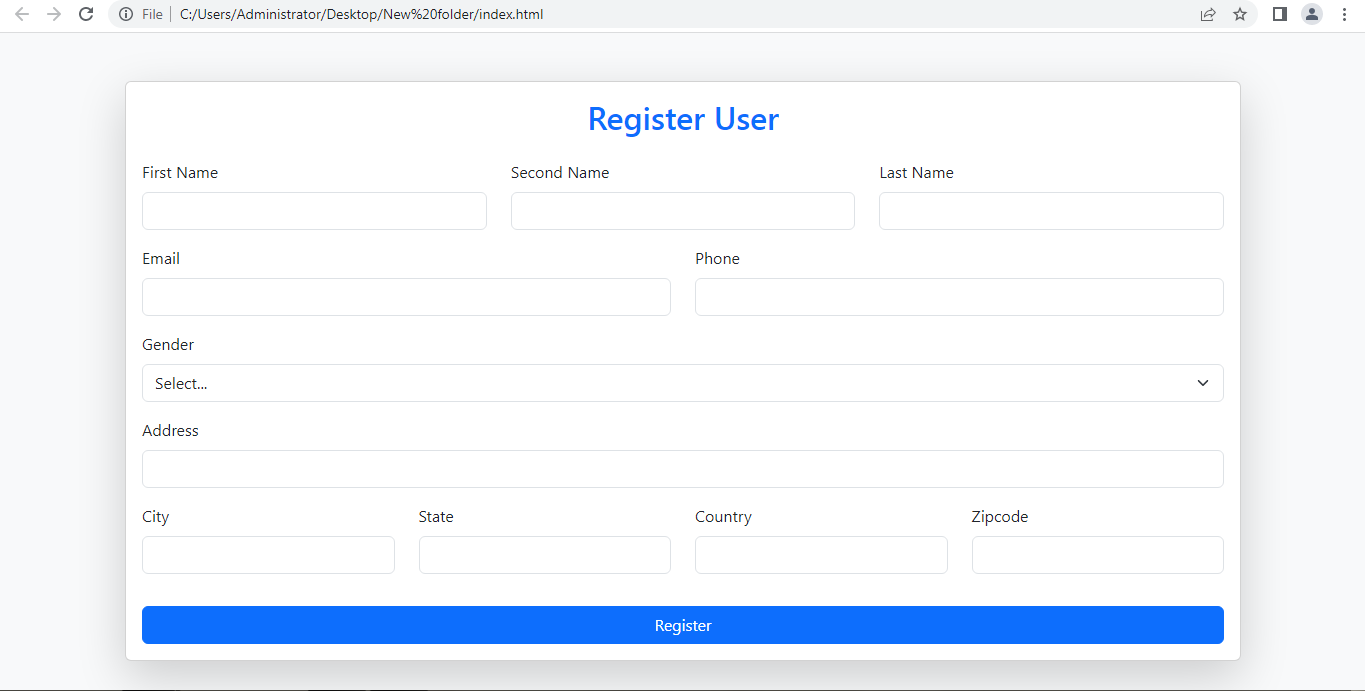 File C:/Users/Administrator/Desktop/New%20folder/index.html
Register User
First Name Second Name Last Name
Email Phone
Gender
Select...
Address
City State Country Zipcode
Register